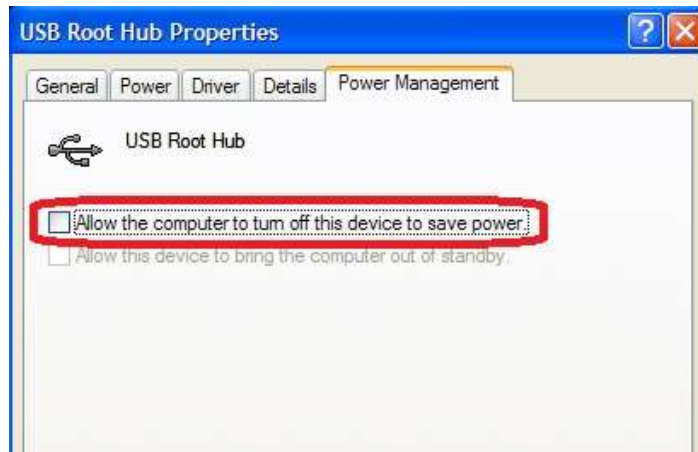 USB Root Hub Properties
General Power Driver Details Power Management
USB Root Hub
Allow the computer to turn off this device to save power.
Allow this device to bring the computer out of standby.